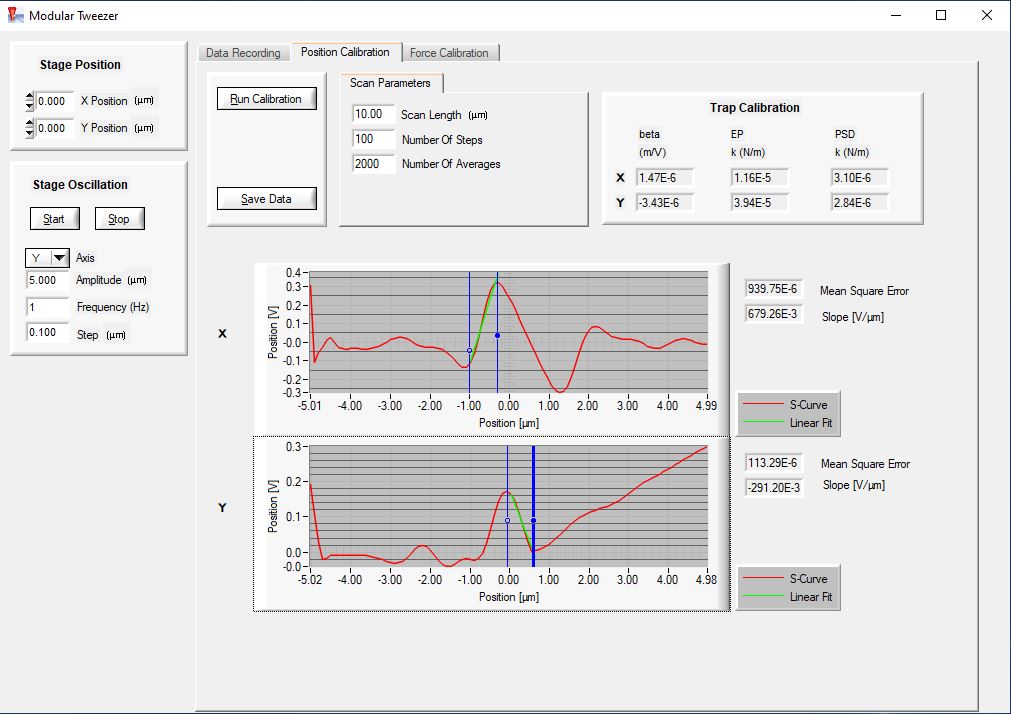 Modular Tweezer
Stage Position
0.000 X Position (µm)
0.000 Y Position (µm)
Stage Oscillation
Start Stop
Y Axis
5.000 Amplitude (µm)
1 Frequency (Hz)
0.100 Step (µm)
Data Recording Position Calibration Force Calibration
Run Calibration
Save Data
Scan Parameters
10.00 Scan Length (µm)
100 Number Of Steps
2000 Number Of Averages
Trap Calibration
beta EP PSD
(m/V) k (N/m) k (N/m)
X 1.47E-6 1.16E-5 3.10E-6
Y -3.43E-6 3.94E-5 2.84E-6
X
Position [V]
0.4
0.3
0.2
0.1
-0.0
-0.1
-0.2
-0.3
-5.01 -4.00 -3.00 -2.00 -1.00 0.00 1.00 2.00 3.00 4.00 4.99
Position [µm]
939.75E-6 Mean Square Error
679.26E-3 Slope [V/µm]
S-Curve
Linear Fit
Y
Position [V]
0.3
0.2
0.1
0.0
-0.0
-5.02 -4.00 -3.00 -2.00 -1.00 0.00 1.00 2.00 3.00 4.00 4.98
Position [µm]
113.29E-6 Mean Square Error
-291.20E-3 Slope [V/µm]
S-Curve
Linear Fit